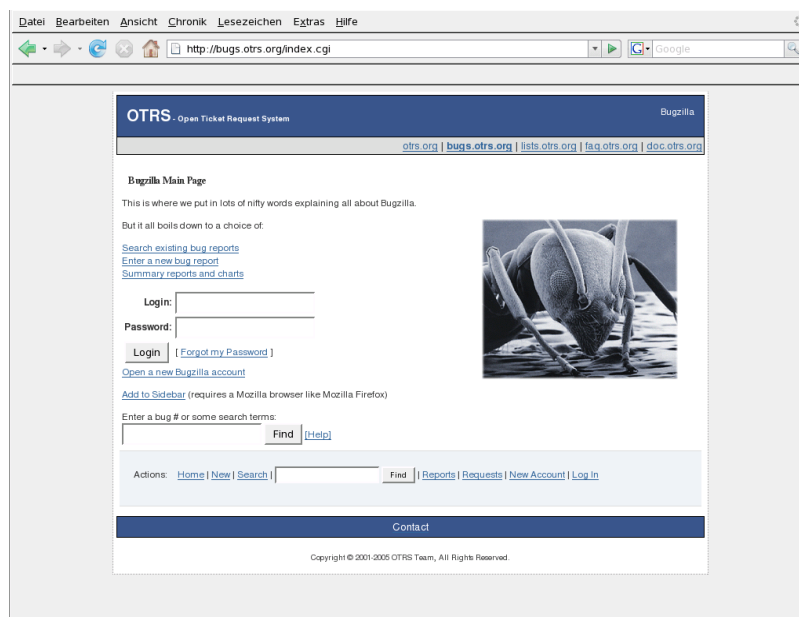 Datei Bearbeiten Ansicht Chronik Lesezeichen Extras Hilfe
http://bugs.otrs.org/index.cgi
G Google
OTRS - Open Ticket Request System
Bugzilla
otrs.org | bugs.otrs.org | lists.otrs.org | faq.otrs.org | doc.otrs.org
Bugzilla Main Page
This is where we put in lots of nifty words explaining all about Bugzilla.
But it all boils down to a choice of:
Search existing bug reports
Enter a new bug report
Summary reports and charts
Login:
Password:
Login [ Forgot my Password ]
Open a new Bugzilla account
Add to Sidebar (requires a Mozilla browser like Mozilla Firefox)
Enter a bug # or some search terms:
Find [Help]
Actions: Home | New | Search | Find | Reports | Requests | New Account | Log In
Contact
Copyright © 2001-2005 OTRS Team, All Rights Reserved.